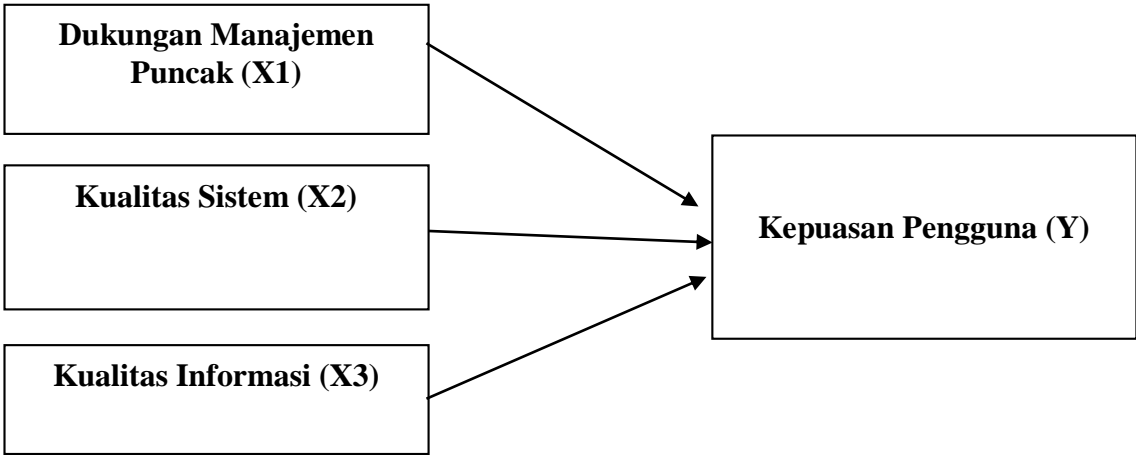 Dukungan Manajemen
Puncak (X1)
Kualitas Sistem (X2)
Kepuasan Pengguna (Y)
Kualitas Informasi (X3)